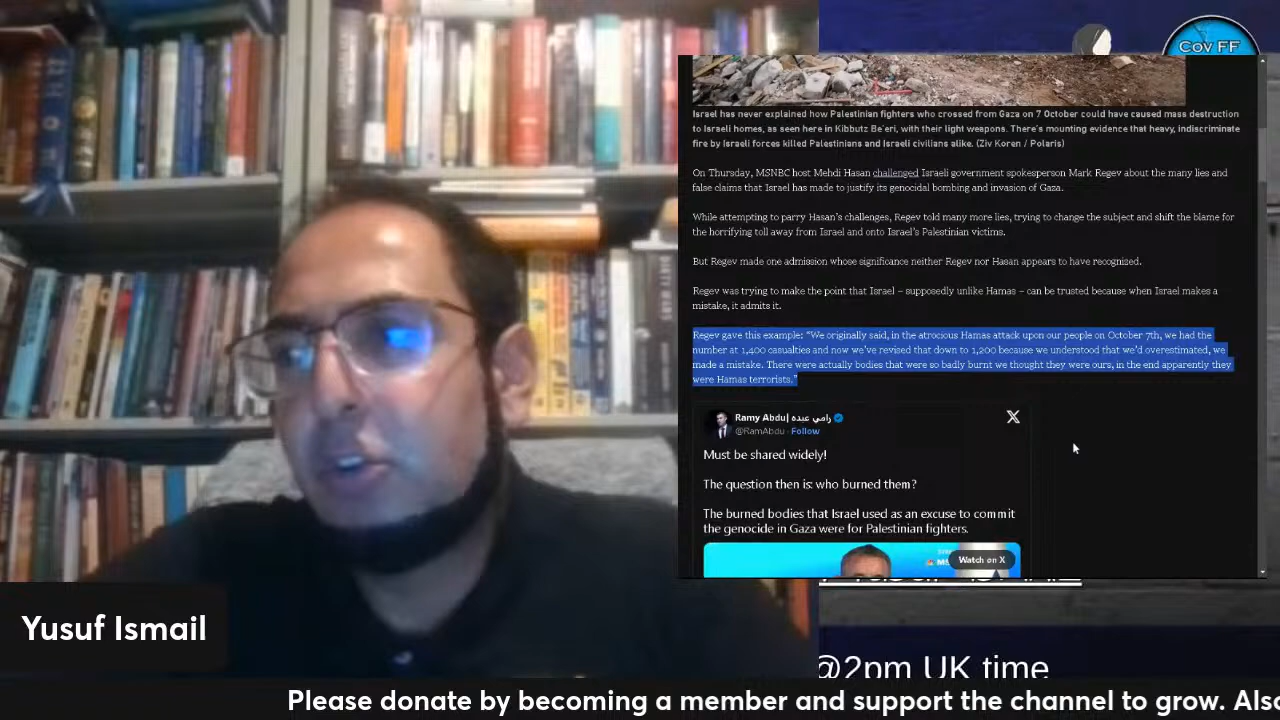 COV FF
Israel has never explained how Palestinian fighters who crossed from Gaza on 7 October could have caused mass destruction
to Israeli homes, as seen here in Kibbutz Be'eri, with their light weapons. There's mounting evidence that heavy, indiscriminate
fire by Israeli forces killed Palestinians and Israeli civilians alike. (Ziv Koren / Polaris)
On Thursday, MSNBC host Mehdi Hasan challenged Israeli government spokesperson Mark Regev about the many lies and
false claims that Israel has made to justify its genocidal bombing and invasion of Gaza.
While attempting to parry Hasan's challenges, Regev told many more lies, trying to change the subject and shift the blame for
the horrifying toll away from Israel and onto Israel's Palestinian victims.
But Regev made one admission whose significance neither Regev nor Hasan appears to have recognised.
Regev was trying to make the point that Israel – supposedly unlike Hamas – can be trusted because when Israel makes a
mistake, it admits it.
Regev gave this example: "We originally said, in the atrocious Hamas attack upon our people on October 7th, we had the
number at 1,400 casualties and now we've revised that down to 1,200 because we understood that we'd overestimated, we
made a mistake. There were actually bodies that were so badly burnt we thought they were ours, in the end apparently they
were Hamas terrorists."
Ramy Abdu| رامي عبده
@RamAbdu · Follow
X
Must be shared widely!
The question then is: who burned them?
The burned bodies that Israel used as an excuse to commit
the genocide in Gaza were for Palestinian fighters.
Watch on X
Yusuf Ismail
@2pm UK time
Please donate by becoming a member and support the channel to grow. Also